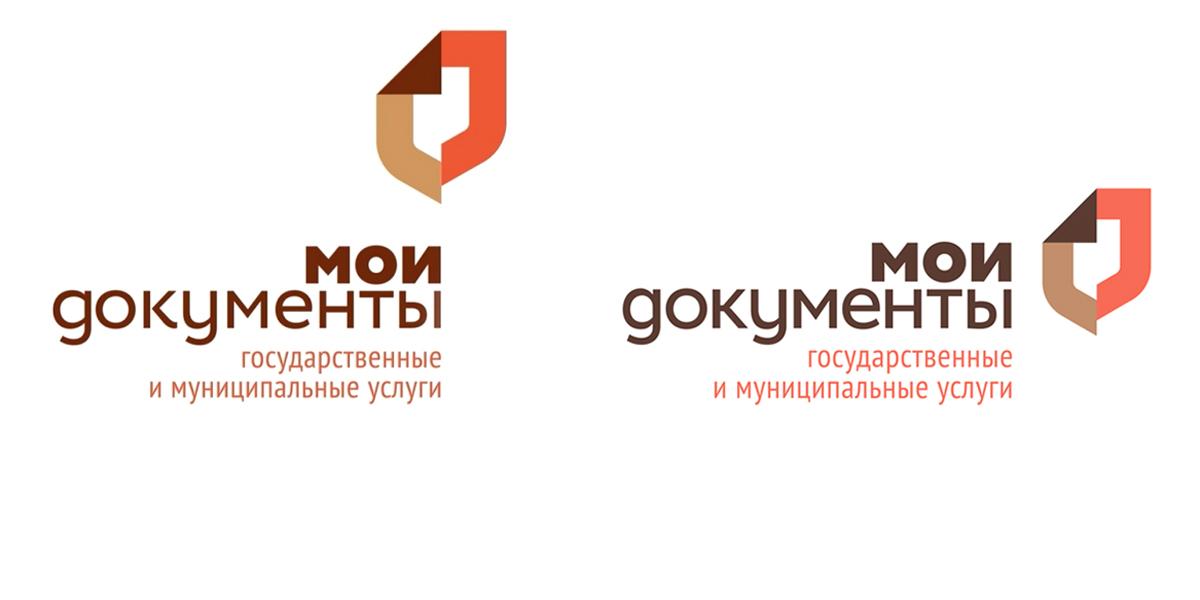 мои
документы
государственные
и муниципальные услуги
мои
документы
государственные
и муниципальные услуги